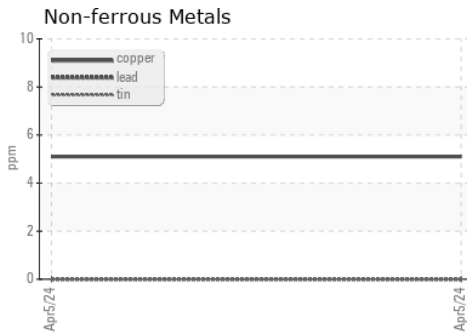 Non-ferrous Metals
10
copper
lead
tin
8
6
ppm
4
2
0
Apr5/24
Apr5/24